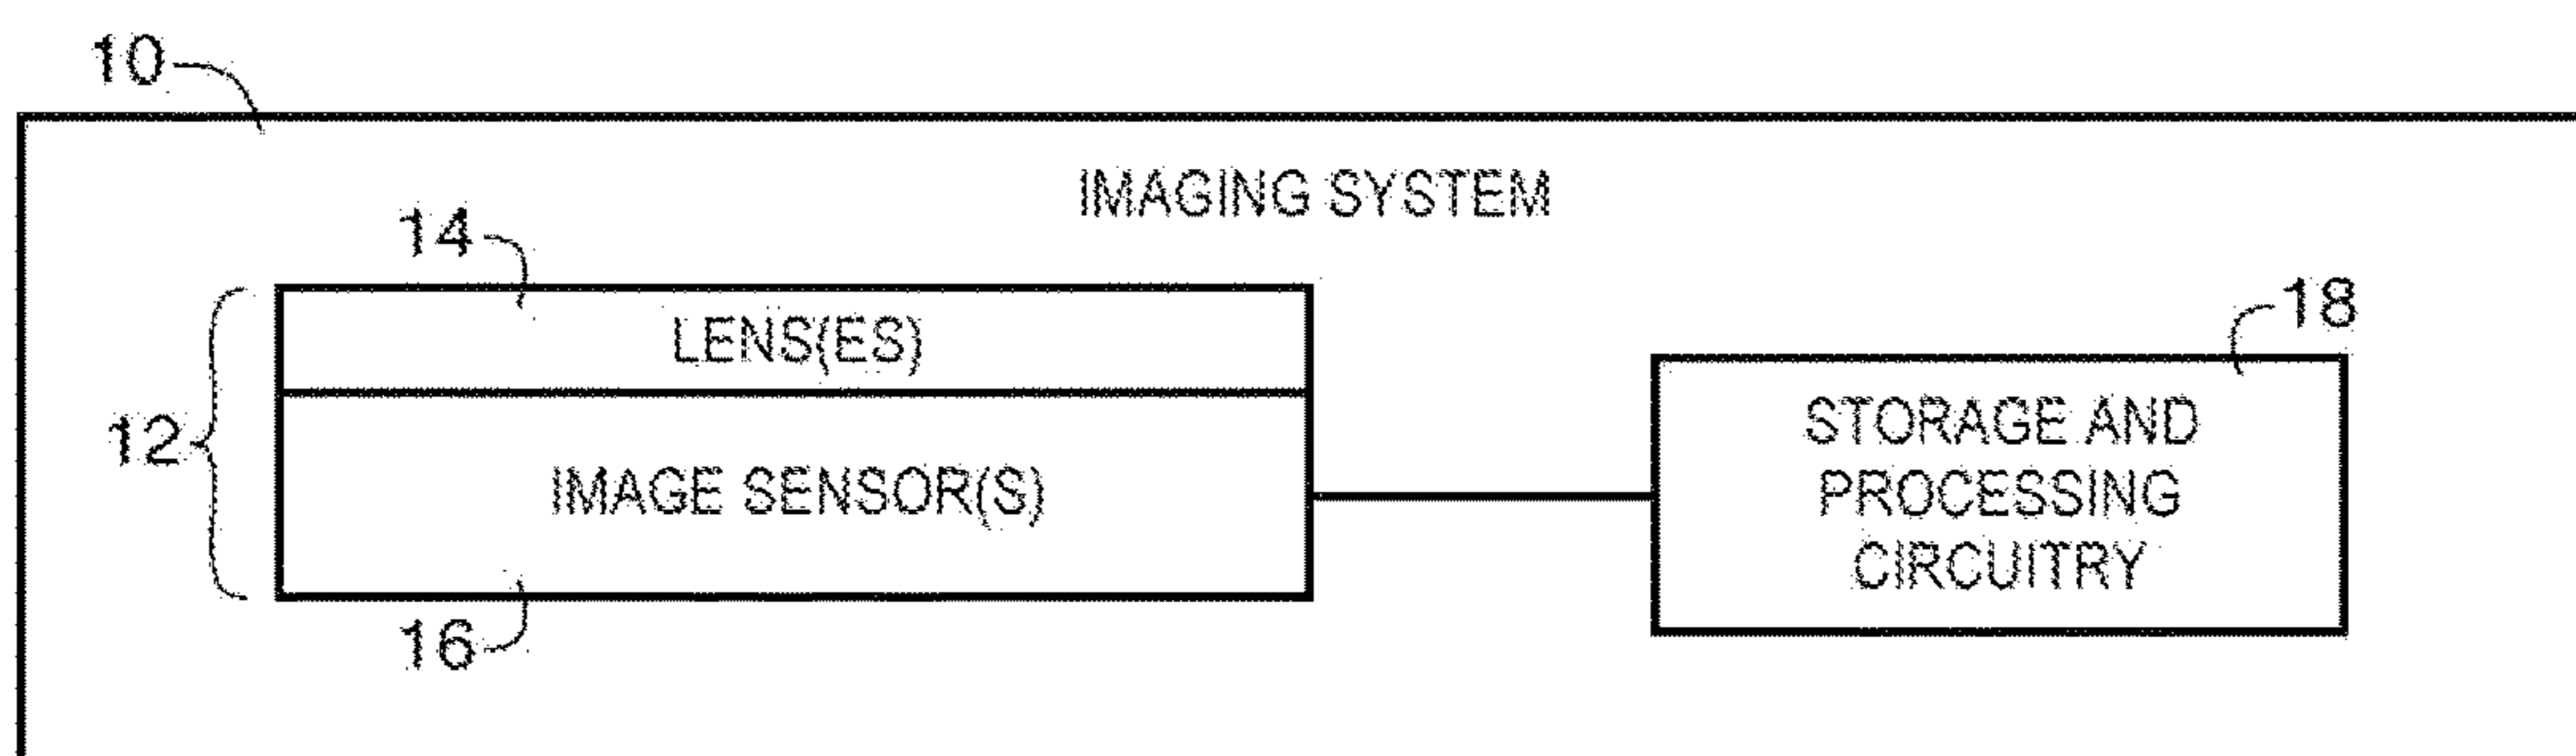 10
IMAGING SYSTEM
14
LENS(ES)
12
IMAGE SENSOR(S)
16
18
STORAGE AND
PROCESSING
CIRCUITRY